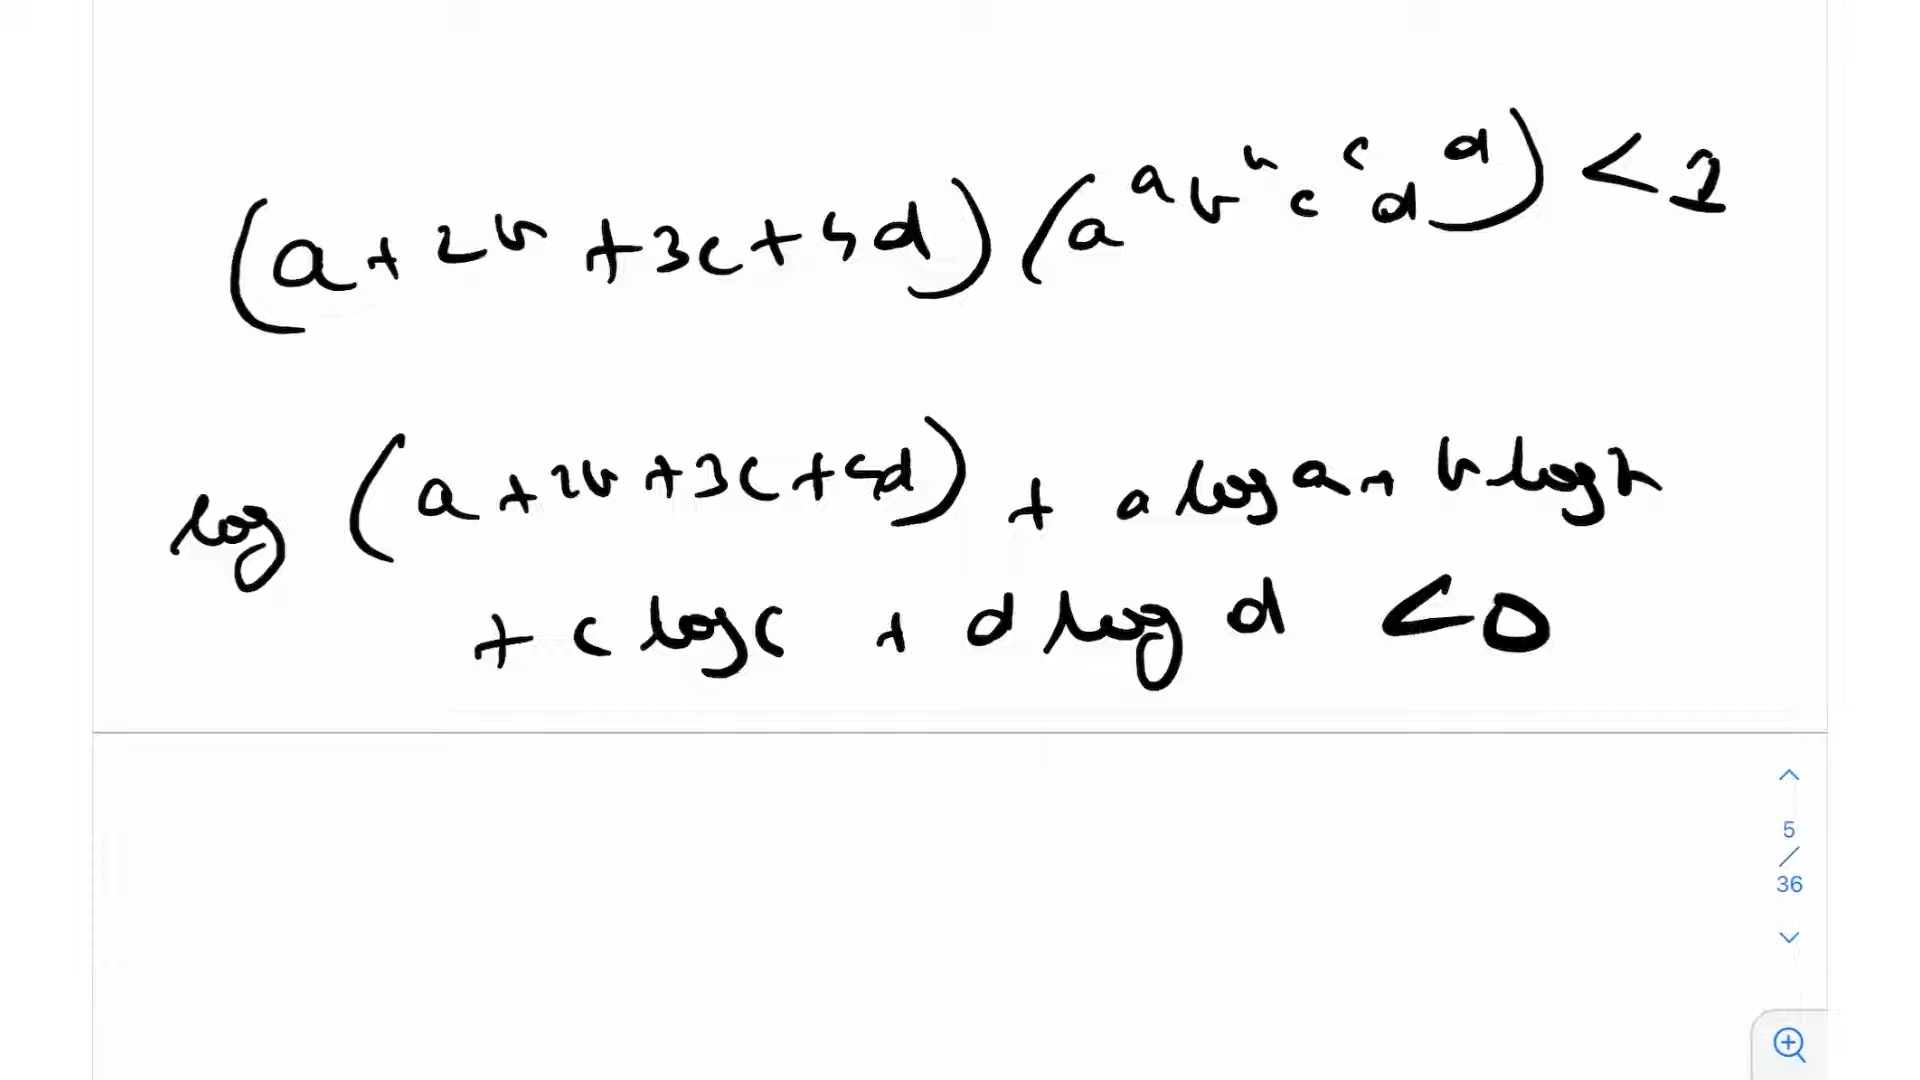 (a + 2b + 3c + 4d) (a^a b^b c^c d^d) < 1
log (a + 2b + 3c + 4d) + a log a + b log b
+ c log c + d log d < 0
5
/
36